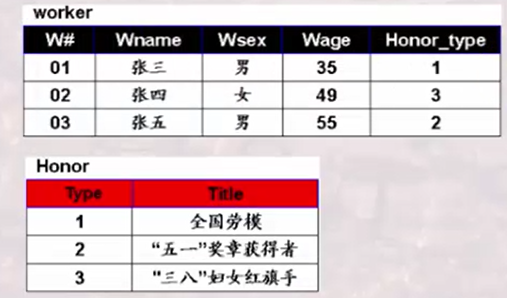 worker
W# Wname Wsex Wage Honor_type
01 张三 男 35 1
02 张四 女 49 3
03 张五 男 55 2
Honor
Type Title
1 全国劳模
2 “五一”奖章获得者
3 "三八"妇女红旗手